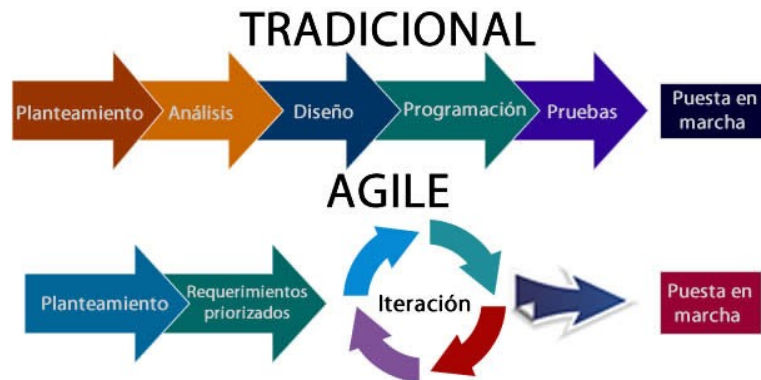 TRADICIONAL
Planteamiento
Análisis
Diseño
Programación
Pruebas
Puesta en
marcha
AGILE
Planteamiento
Requerimientos
priorizados
Iteración
Puesta en
marcha